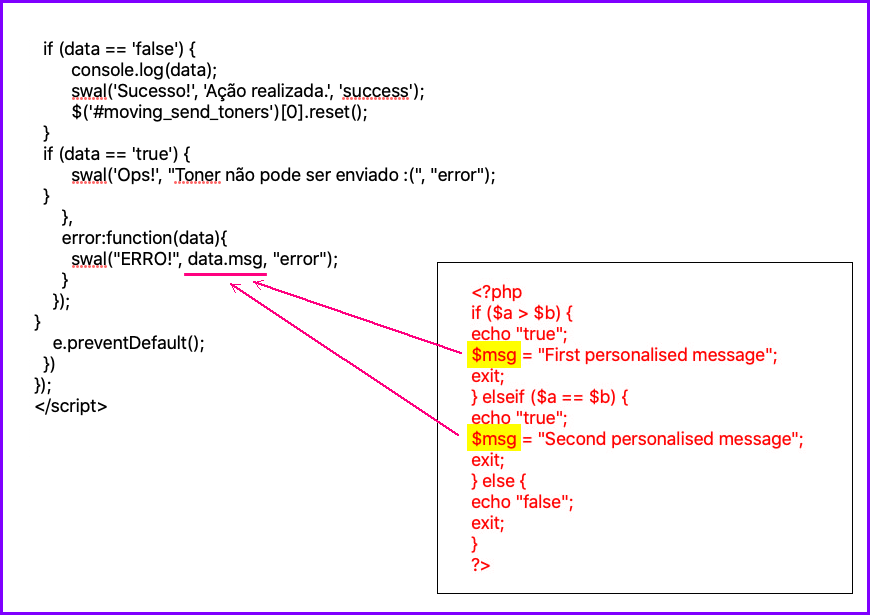 if (data == 'false') {
console.log(data);
swal('Sucesso!', 'Ação realizada.', 'success');
$('#moving_send_toners')[0].reset();
}
if (data == 'true') {
swal('Ops!', "Toner não pode ser enviado :(", "error");
}
},
error:function(data){
swal("ERRO!", data.msg, "error");
}
});
}
e.preventDefault();
})
});
</script>
<?php
if ($a > $b) {
echo "true";
$msg = "First personalised message";
exit;
} elseif ($a == $b) {
echo "true";
$msg = "Second personalised message";
exit;
} else {
echo "false";
exit;
}
?>